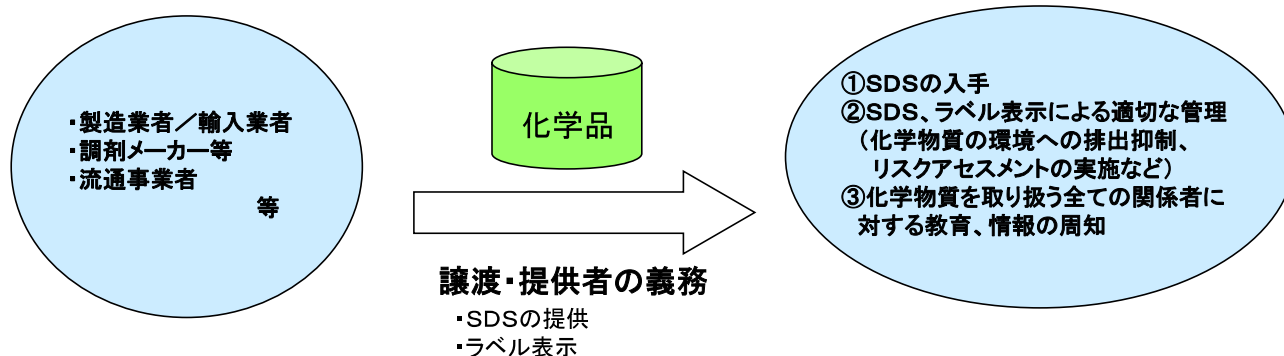 ・製造業者／輸入業者
・調剤メーカー等
・流通事業者
等
化学品
譲渡・提供者の義務
・SDSの提供
・ラベル表示
①SDSの入手
②SDS、ラベル表示による適切な管理
（化学物質の環境への排出抑制、
リスクアセスメントの実施など）
③化学物質を取り扱う全ての関係者に
対する教育、情報の周知